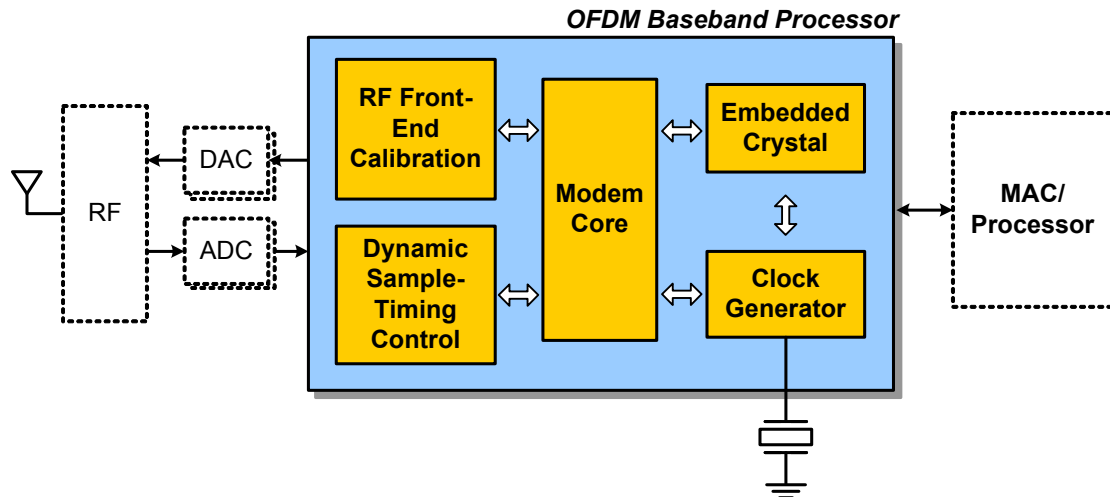 OFDM Baseband Processor
RF Front-
End
Calibration
Embedded
Crystal
DAC
RF
ADC
Modem
Core
MAC/
Processor
Dynamic
Sample-
Timing
Control
Clock
Generator